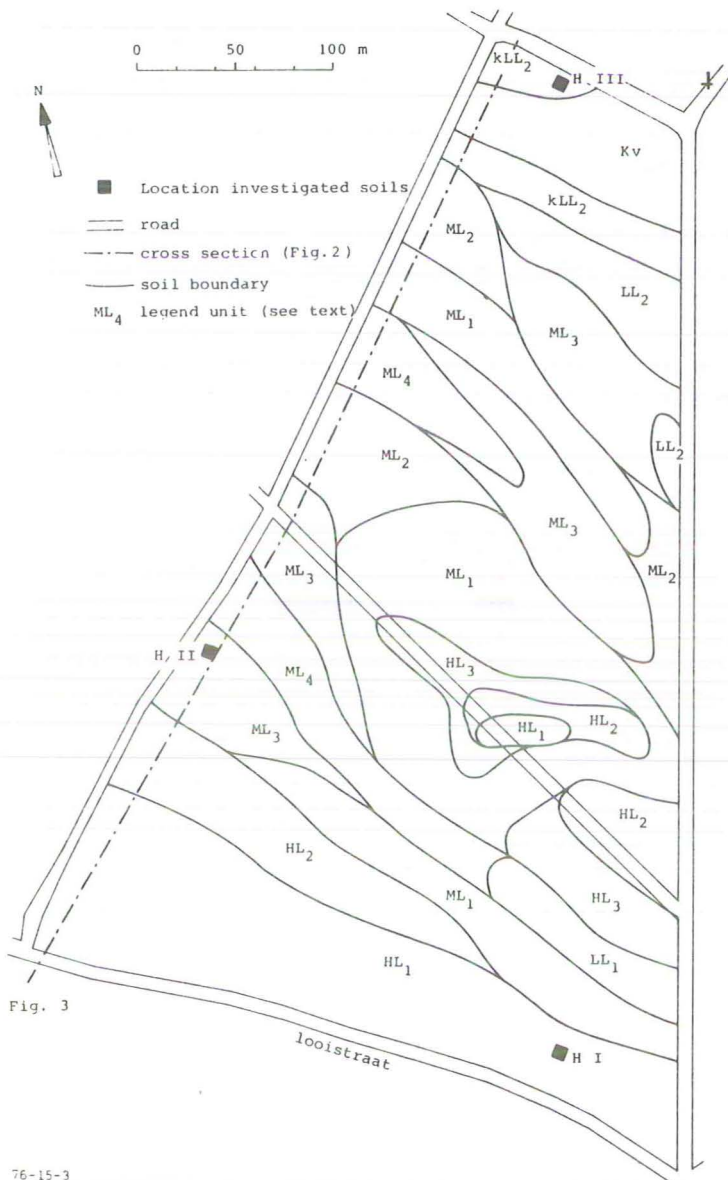 0 50 100 m
N
Location investigated soils
road
cross section (Fig.2)
soil boundary
ML4 legend unit (see text)
kLL2
H III
Kv
kLL2
ML2
LL2
ML1
ML3
ML4
LL2
ML2
ML3
ML3
ML1
ML2
HL3
H II
ML4
HL1
HL2
ML3
HL2
HL2
HL3
ML1
LL1
HL1
Fig. 3
looistraat
H I
76-15-3